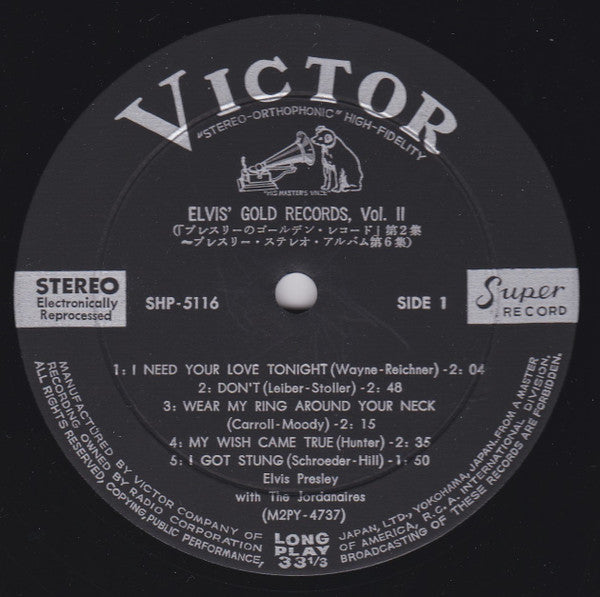 VICTOR
"STEREO-ORTHOPHONIC" HIGH-FIDELITY
"HIS MASTER'S VOICE"
ELVIS' GOLD RECORDS, Vol. II
(「プレスリーのゴールデン・レコード」第2集
～プレスリー・ステレオ・アルバム第6集)
STEREO
Electronically
Reprocessed
SHP-5116
SIDE 1
Super
RECORD
1: I NEED YOUR LOVE TONIGHT (Wayne-Reichner)-2: 04
2: DON'T (Leiber-Stoller)-2: 48
3: WEAR MY RING AROUND YOUR NECK
(Carroll-Moody)-2: 15
4: MY WISH CAME TRUE (Hunter)-2: 35
5: I GOT STUNG (Schroeder-Hill)-1: 50
Elvis Presley
with The Jordanaires
(M2PY-4737)
MANUFACTURED BY VICTOR COMPANY OF JAPAN, LTD., YOKOHAMA, JAPAN. FROM A MASTER
RECORDING OWNED BY RADIO CORPORATION OF AMERICA, R.C.A. INTERNATIONAL DIVISION.
ALL RIGHTS RESERVED, COPYING, PUBLIC PERFORMANCE, BROADCASTING OF THESE RECORDS ARE FORBIDDEN.
LONG
PLAY
33 1/3